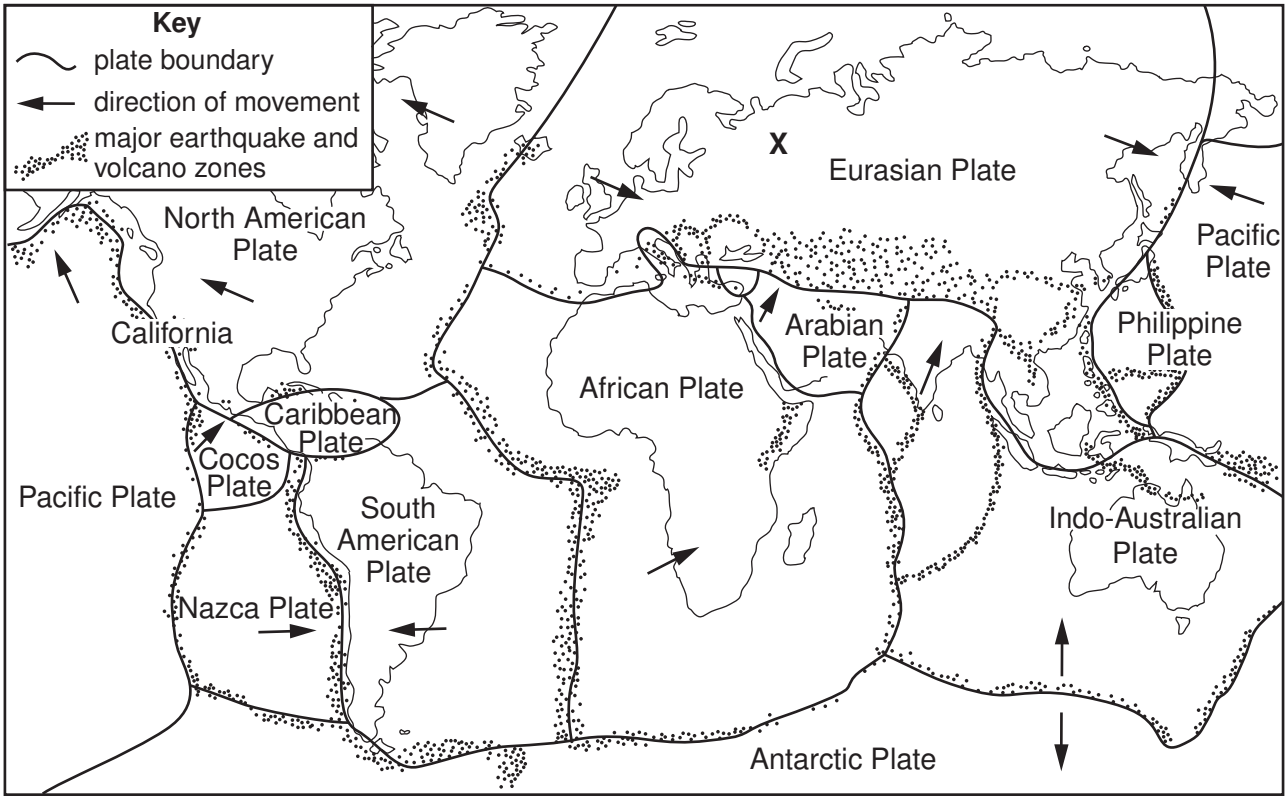 Key
plate boundary
direction of movement
major earthquake and
volcano zones
X
Eurasian Plate
North American
Plate
Pacific
Plate
California
Arabian
Plate
Philippine
Plate
African Plate
Caribbean
Plate
Cocos
Plate
Pacific Plate
South
American
Plate
Indo-Australian
Plate
Nazca Plate
Antarctic Plate